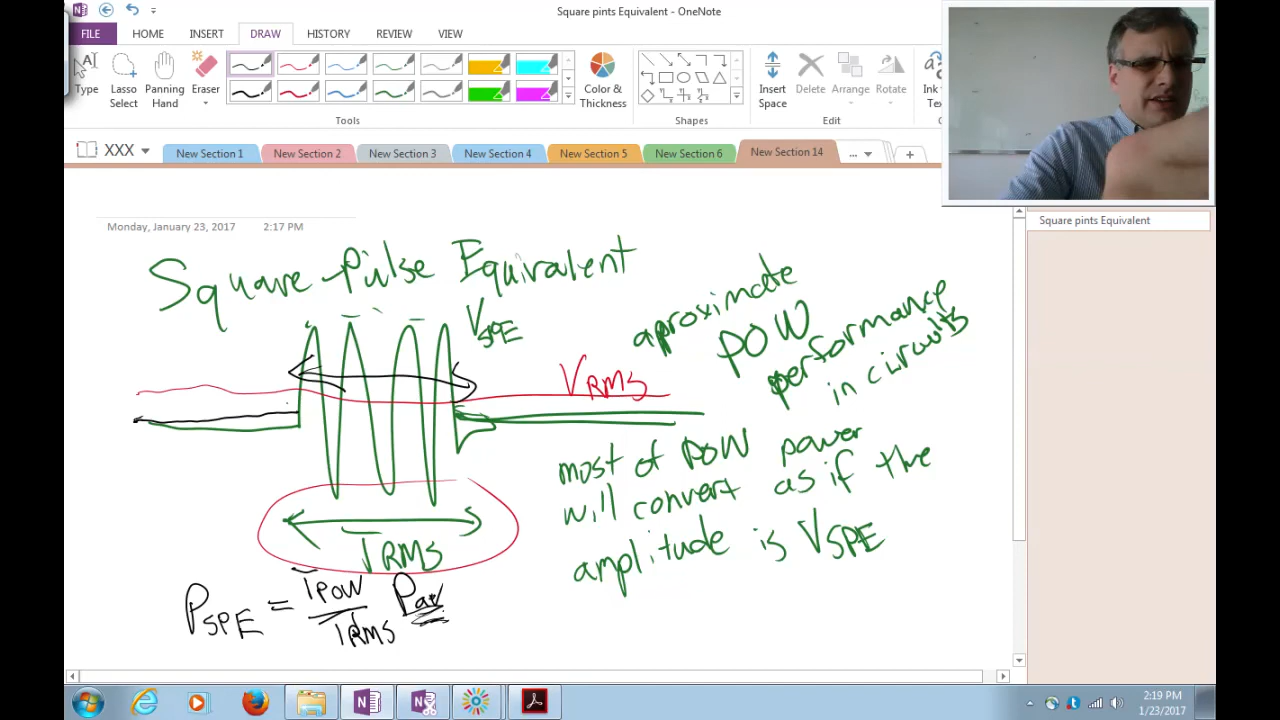 Square pints Equivalent - OneNote
FILE HOME INSERT DRAW HISTORY REVIEW VIEW
Type
Lasso Select
Panning Hand
Eraser
Color & Thickness
Insert Space
Delete
Arrange
Rotate
Ink to Tex
Tools
Shapes
Edit
XXX
New Section 1
New Section 2
New Section 3
New Section 4
New Section 5
New Section 6
New Section 14
...
Square pints Equivalent
Monday, January 23, 2017 2:17 PM
Square Pulse Equivalent
VSPE
aproximate
POW
performance
in circuits
VRMS
most of POW power
will convert as if the
amplitude is VSPE
TRMS
PSPE = TPOW / TRMS Pav
2:19 PM
1/23/2017